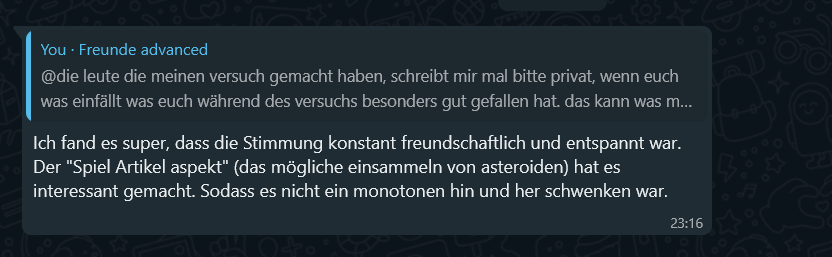 You · Freunde advanced
@die leute die meinen versuch gemacht haben, schreibt mir mal bitte privat, wenn euch
was einfällt was euch während des versuchs besonders gut gefallen hat. das kann was m...
Ich fand es super, dass die Stimmung konstant freundschaftlich und entspannt war.
Der "Spiel Artikel aspekt" (das mögliche einsammeln von asteroiden) hat es
interessant gemacht. Sodass es nicht ein monotonen hin und her schwenken war.
23:16